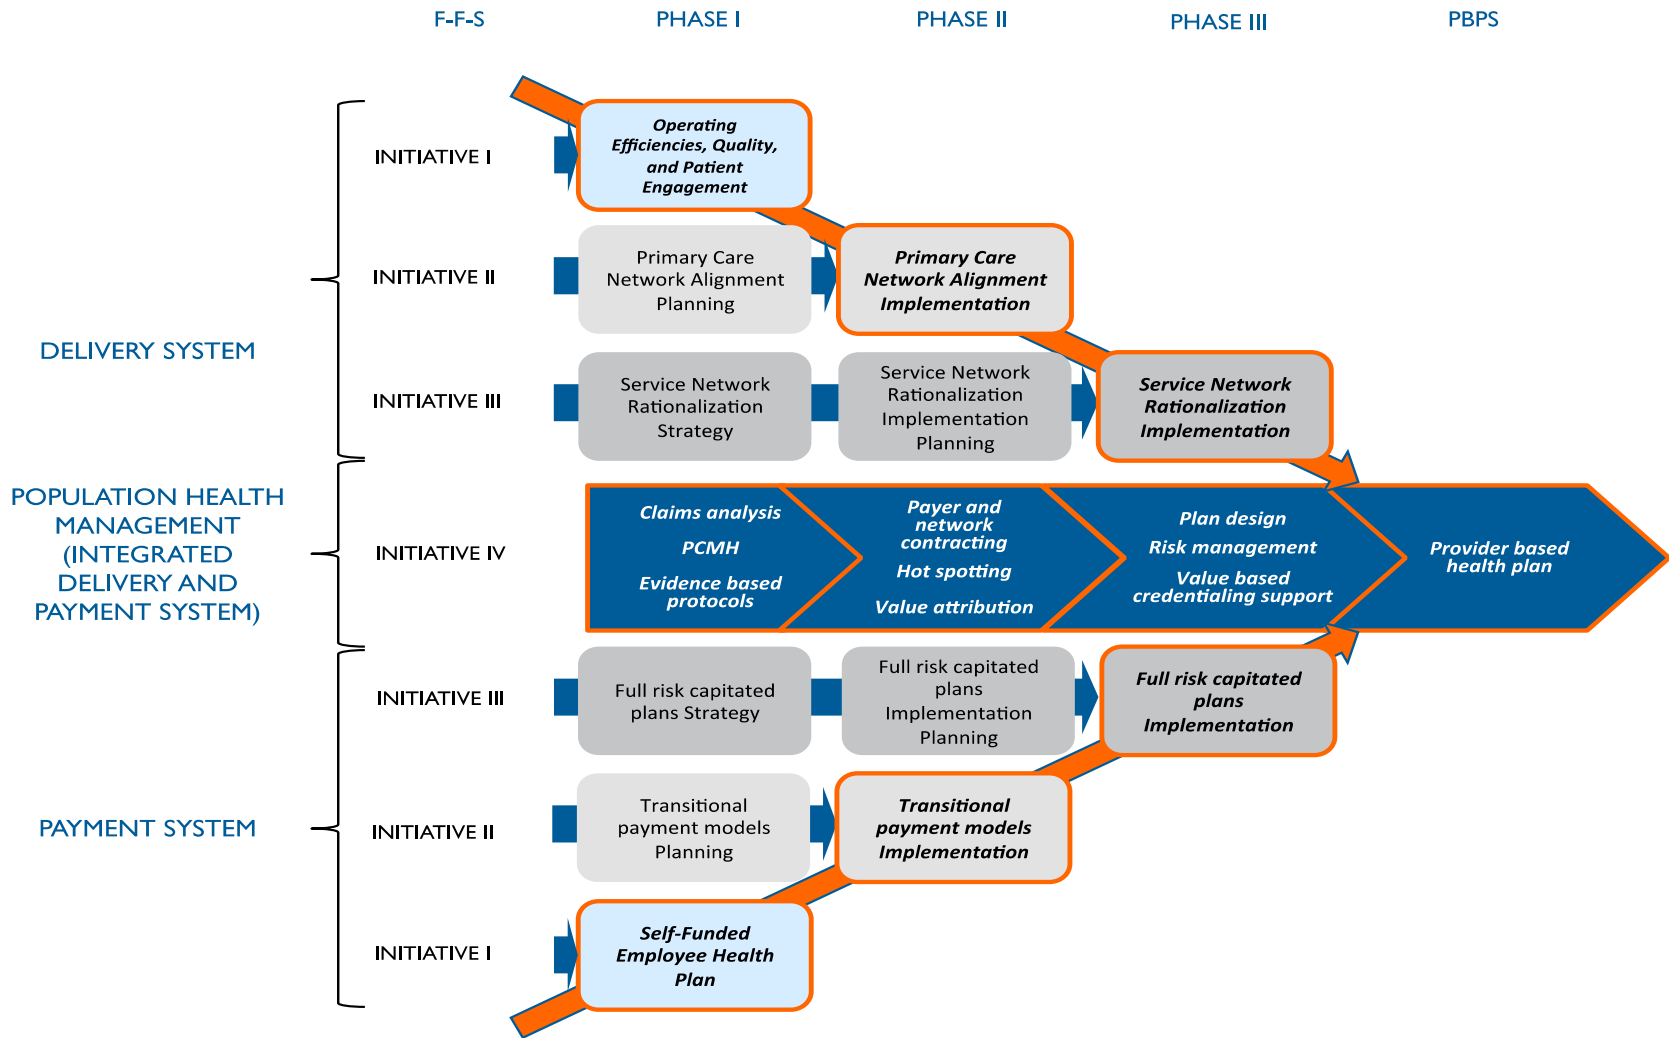 F-F-S
PHASE I
PHASE II
PHASE III
PBPS
DELIVERY SYSTEM
INITIATIVE I
Operating
Efficiencies, Quality,
and Patient
Engagement
INITIATIVE II
Primary Care
Network Alignment
Planning
Primary Care
Network Alignment
Implementation
INITIATIVE III
Service Network
Rationalization
Strategy
Service Network
Rationalization
Implementation
Planning
Service Network
Rationalization
Implementation
POPULATION HEALTH
MANAGEMENT
(INTEGRATED
DELIVERY AND
PAYMENT SYSTEM)
INITIATIVE IV
Claims analysis
PCMH
Evidence based
protocols
Payer and
network
contracting
Hot spotting
Value attribution
Plan design
Risk management
Value based
credentialing support
Provider based
health plan
PAYMENT SYSTEM
INITIATIVE III
Full risk capitated
plans Strategy
Full risk capitated
plans
Implementation
Planning
Full risk capitated
plans
Implementation
INITIATIVE II
Transitional
payment models
Planning
Transitional
payment models
Implementation
INITIATIVE I
Self-Funded
Employee Health
Plan